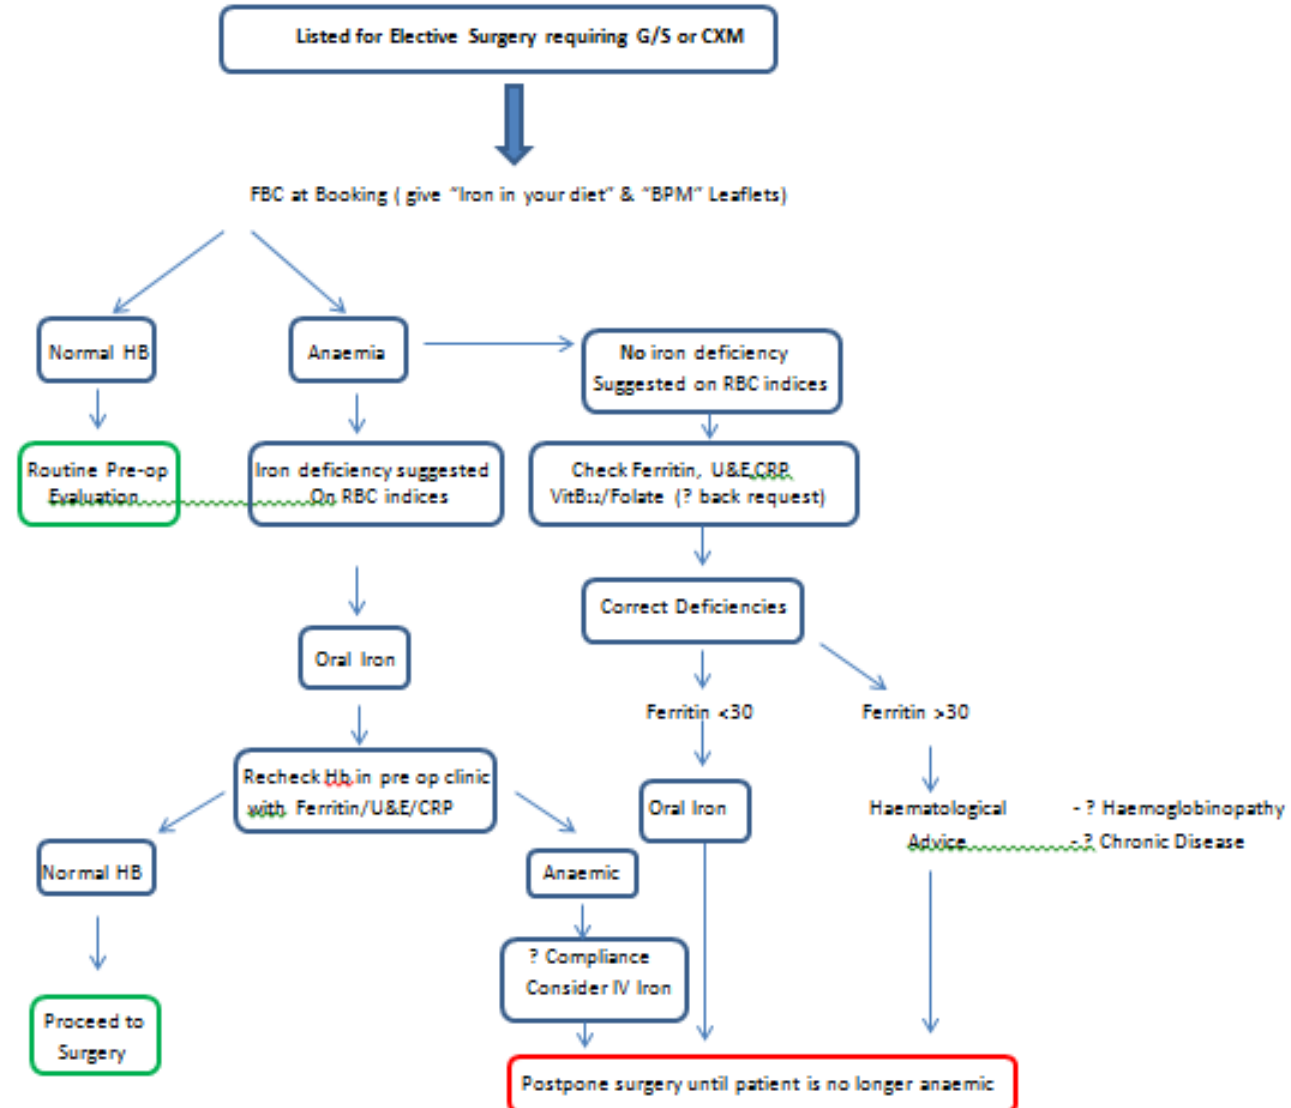 Listed for Elective Surgery requiring G/S or CXM
FBC at Booking ( give "Iron in your diet" & "BPM" Leaflets)
Normal HB
Anaemia
No iron deficiency
Suggested on RBC indices
Routine Pre-op
Evaluation
Iron deficiency suggested
On RBC indices
Check Ferritin, U&E,CRP,
VitB12/Folate (? back request)
Correct Deficiencies
Oral Iron
Ferritin <30
Ferritin >30
Recheck Hb in pre op clinic
with Ferritin/U&E/CRP
Oral Iron
Haematological
Advice
- ? Haemoglobinopathy
- ? Chronic Disease
Normal HB
Anaemic
? Compliance
Consider IV Iron
Proceed to
Surgery
Postpone surgery until patient is no longer anaemic